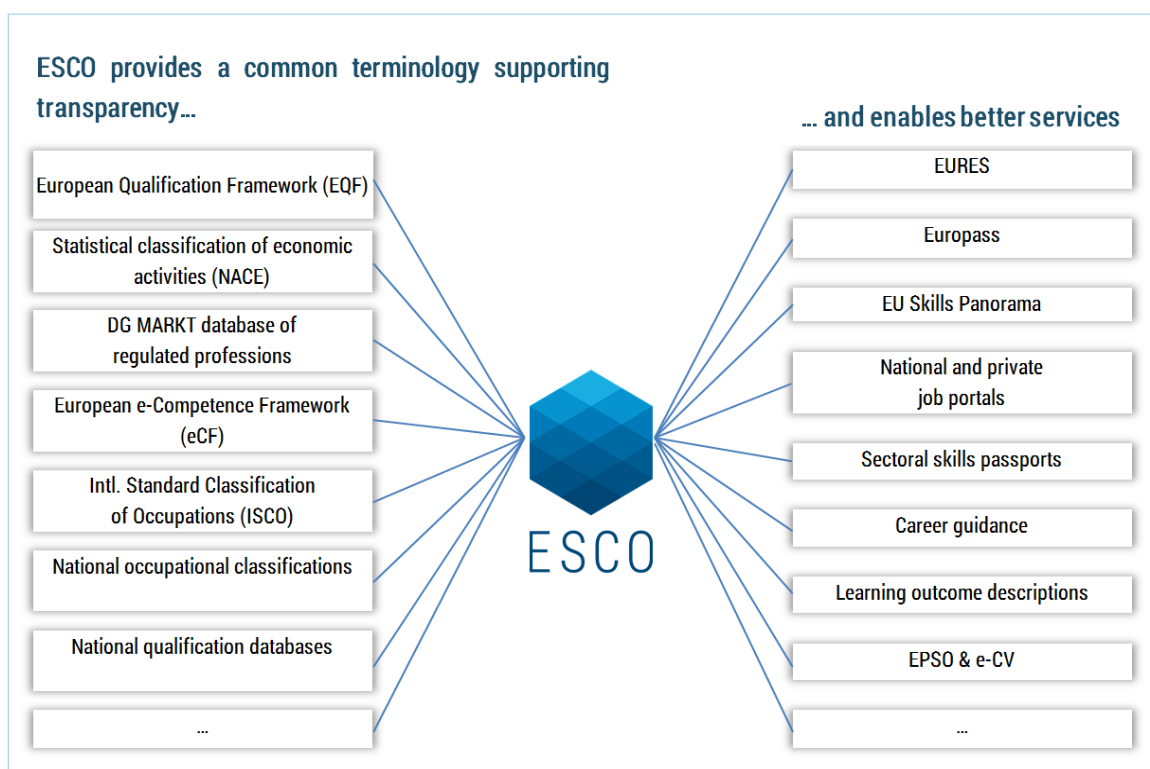 ESCO provides a common terminology supporting
transparency...
European Qualification Framework (EQF)
Statistical classification of economic
activities (NACE)
DG MARKT database of
regulated professions
European e-Competence Framework
(eCF)
Intl. Standard Classification
of Occupations (ISCO)
National occupational classifications
National qualification databases
...
ESCO
... and enables better services
EURES
Europass
EU Skills Panorama
National and private
job portals
Sectoral skills passports
Career guidance
Learning outcome descriptions
EPSO & e-CV
...